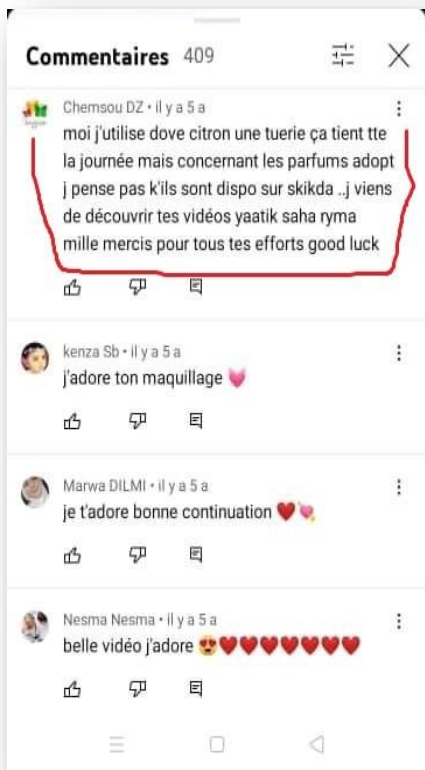 Commentaires 409
Chemsou DZ • il y a 5 a
moi j'utilise dove citron une tuerie ça tient tte
la journée mais concernant les parfums adopt
j pense pas k'ils sont dispo sur skikda ..j viens
de découvrir tes vidéos yaatik saha ryma
mille mercis pour tous tes efforts good luck
kenza Sb • il y a 5 a
j'adore ton maquillage 💓
Marwa DILMI • il y a 5 a
je t'adore bonne continuation ❤️💘
Nesma Nesma • il y a 5 a
belle vidéo j'adore 😍❤️❤️❤️❤️❤️❤️❤️